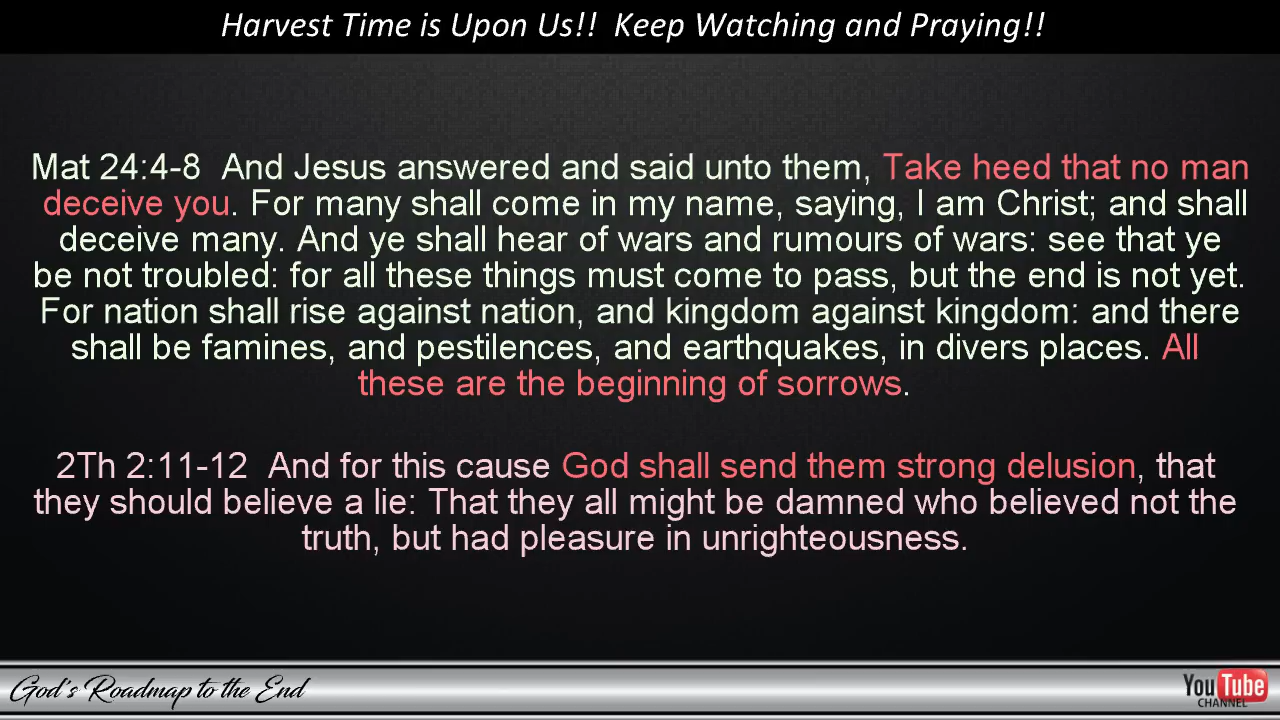 Harvest Time is Upon Us!!  Keep Watching and Praying!!
Mat 24:4-8  And Jesus answered and said unto them, Take heed that no man
deceive you. For many shall come in my name, saying, I am Christ; and shall
deceive many. And ye shall hear of wars and rumours of wars: see that ye
be not troubled: for all these things must come to pass, but the end is not yet.
For nation shall rise against nation, and kingdom against kingdom: and there
shall be famines, and pestilences, and earthquakes, in divers places. All
these are the beginning of sorrows.
2Th 2:11-12  And for this cause God shall send them strong delusion, that
they should believe a lie: That they all might be damned who believed not the
truth, but had pleasure in unrighteousness.
God's Roadmap to the End
YouTube
CHANNEL